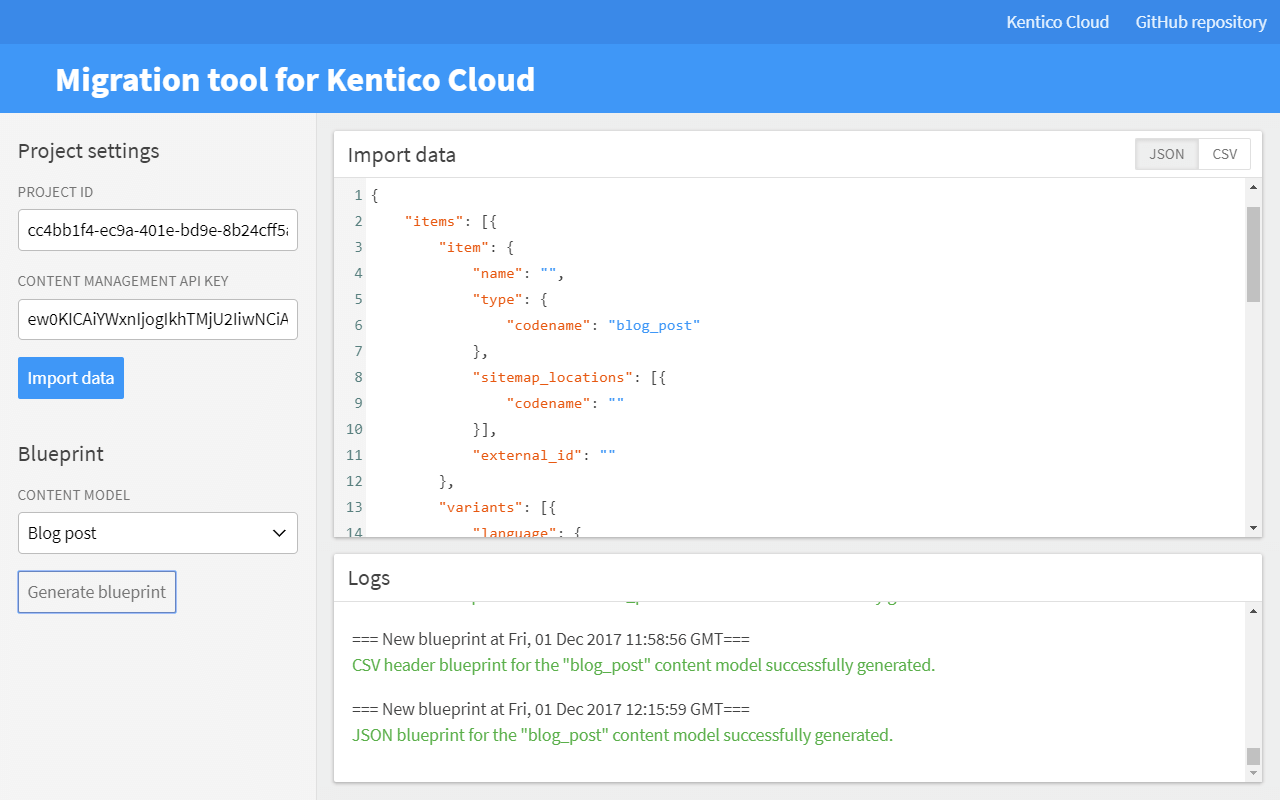 Kentico Cloud GitHub repository
Migration tool for Kentico Cloud
Project settings
PROJECT ID
cc4bb1f4-ec9a-401e-bd9e-8b24cff5
CONTENT MANAGEMENT API KEY
ew0KICAiYWxnIjogIkhTMjU2IiwNCiA
Import data
Blueprint
CONTENT MODEL
Blog post
Generate blueprint
Import data
JSON CSV
1 {
2 "items": [{
3 "item": {
4 "name": "",
5 "type": {
6 "codename": "blog_post"
7 },
8 "sitemap_locations": [{
9 "codename": ""
10 }],
11 "external_id": ""
12 },
13 "variants": [{
14 "language": {
Logs
=== New blueprint at Fri, 01 Dec 2017 11:58:56 GMT===
CSV header blueprint for the "blog_post" content model successfully generated.
=== New blueprint at Fri, 01 Dec 2017 12:15:59 GMT===
JSON blueprint for the "blog_post" content model successfully generated.